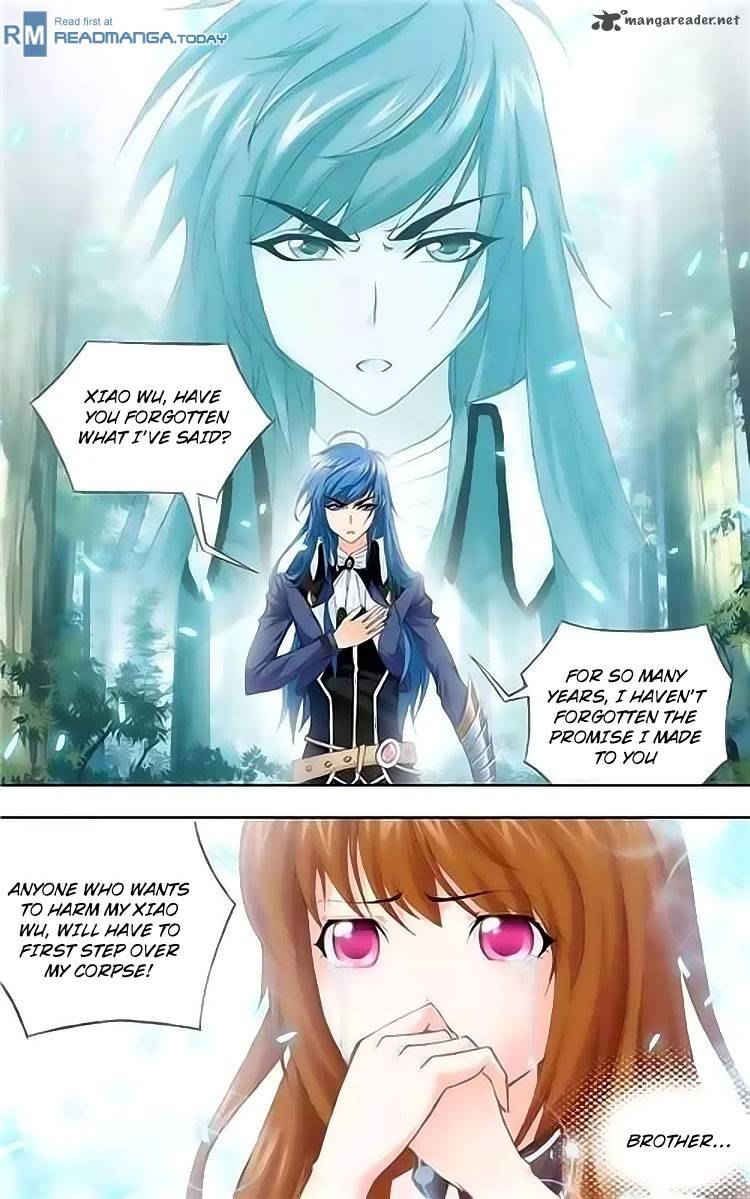 RM
Read first at
READMANGA.TODAY
mangareader.net
XIAO WU, HAVE
YOU FORGOTTEN
WHAT I'VE SAID?
FOR SO MANY
YEARS, I HAVEN'T
FORGOTTEN THE
PROMISE I MADE
TO YOU
ANYONE WHO WANTS
TO HARM MY XIAO
WU, WILL HAVE TO
FIRST STEP OVER
MY CORPSE!
BROTHER...